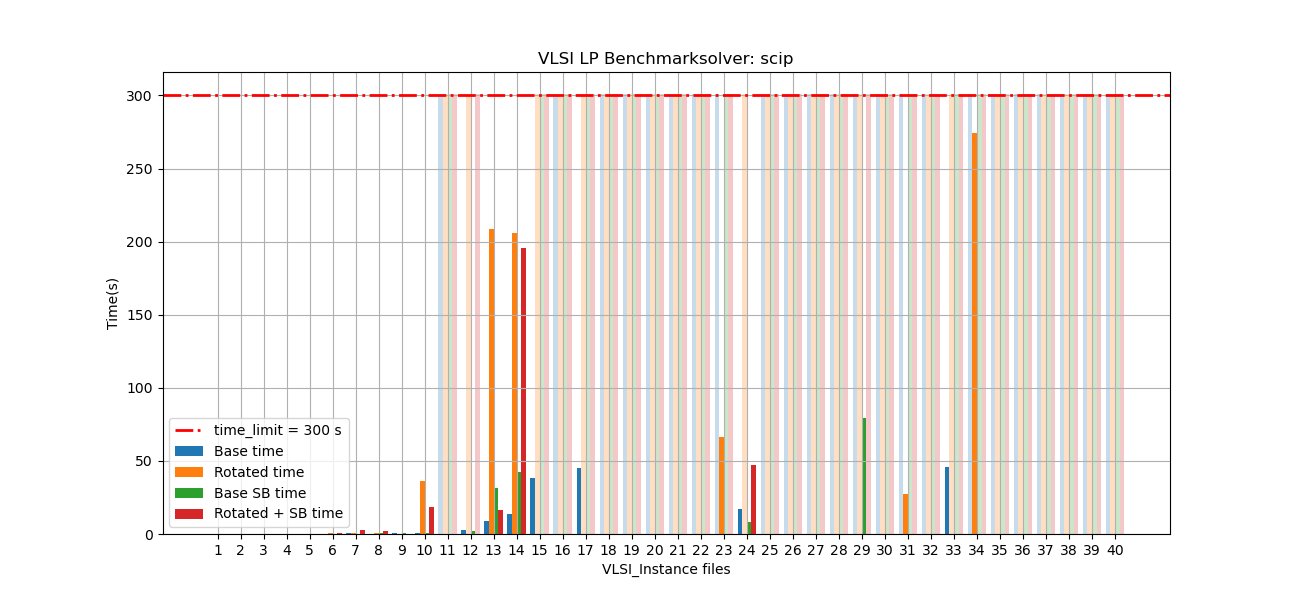 VLSI LP Benchmarksolver: scip
300
250
200
150
100
50
0
Time(s)
time_limit = 300 s
Base time
Rotated time
Base SB time
Rotated + SB time
1 2 3 4 5 6 7 8 9 10 11 12 13 14 15 16 17 18 19 20 21 22 23 24 25 26 27 28 29 30 31 32 33 34 35 36 37 38 39 40
VLSI_Instance files